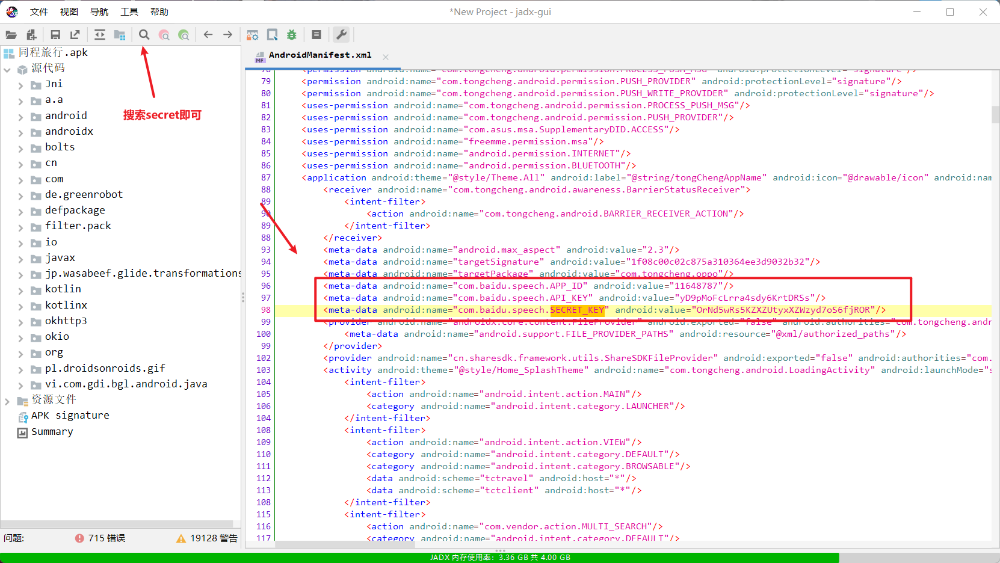 文件 视图 导航 工具 帮助 *New Project - jadx-gui
同程旅行.apk
源代码
Jni
a.a
android
androidx
bolts
cn
com
de.greenrobot
defpackage
filter.pack
io
javax
jp.wasabeef.glide.transformations
kotlin
kotlinx
okhttp3
okio
org
pl.droidsonroids.gif
vi.com.gdi.bgl.android.java
资源文件
APK signature
Summary
搜索secret即可
问题: 715 错误 19128 警告
MF AndroidManifest.xml
78 <permission android:name="com.tongcheng.android.permission.PROCESS_PUSH_MSG" android:protectionLevel="signature"/>
79 <permission android:name="com.tongcheng.android.permission.PUSH_PROVIDER" android:protectionLevel="signature"/>
80 <permission android:name="com.tongcheng.android.permission.PUSH_WRITE_PROVIDER" android:protectionLevel="signature"/>
81 <uses-permission android:name="com.tongcheng.android.permission.PROCESS_PUSH_MSG"/>
82 <uses-permission android:name="com.tongcheng.android.permission.PUSH_PROVIDER"/>
83 <uses-permission android:name="com.asus.msa.SupplementaryDID.ACCESS"/>
84 <uses-permission android:name="freemme.permission.msa"/>
85 <uses-permission android:name="android.permission.INTERNET"/>
86 <uses-permission android:name="android.permission.BLUETOOTH"/>
87 <application android:theme="@style/Theme.All" android:label="@string/tongChengAppName" android:icon="@drawable/icon" android:nam
88 <receiver android:name="com.tongcheng.android.awareness.BarrierStatusReceiver">
89 <intent-filter>
90 <action android:name="com.tongcheng.android.BARRIER_RECEIVER_ACTION"/>
89 </intent-filter>
88 </receiver>
93 <meta-data android:name="android.max_aspect" android:value="2.3"/>
94 <meta-data android:name="targetSignature" android:value="1f08c00c02c875a310364ee3d9032b32"/>
95 <meta-data android:name="targetPackage" android:value="com.tongcheng.oppo"/>
96 <meta-data android:name="com.baidu.speech.APP_ID" android:value="11648787"/>
97 <meta-data android:name="com.baidu.speech.API_KEY" android:value="yD9pMoFcLrra4sdy6KrtDRSs"/>
98 <meta-data android:name="com.baidu.speech.SECRET_KEY" android:value="OrNd5wRs5KZXZUtyxXZWzyd7oS6fjROR"/>
99 <provider android:name="androidx.core.content.FileProvider" android:exported="false" android:authorities="com.tongcheng.andr
100 <meta-data android:name="android.support.FILE_PROVIDER_PATHS" android:resource="@xml/authorized_paths"/>
99 </provider>
102 <provider android:name="cn.sharesdk.framework.utils.ShareSDKFileProvider" android:exported="false" android:authorities="com.
103 <activity android:theme="@style/Home_SplashTheme" android:name="com.tongcheng.android.LoadingActivity" android:launchMode="s
104 <intent-filter>
105 <action android:name="android.intent.action.MAIN"/>
106 <category android:name="android.intent.category.LAUNCHER"/>
104 </intent-filter>
108 <intent-filter>
109 <action android:name="android.intent.action.VIEW"/>
110 <category android:name="android.intent.category.DEFAULT"/>
111 <category android:name="android.intent.category.BROWSABLE"/>
112 <data android:scheme="tctravel" android:host="*"/>
113 <data android:scheme="tctclient" android:host="*"/>
108 </intent-filter>
115 <intent-filter>
116 <action android:name="com.vendor.action.MULTI_SEARCH"/>
117 <category android:name="android.intent.category.DEFAULT"/>
JADX 内存使用率：3.36 GB 共 4.00 GB